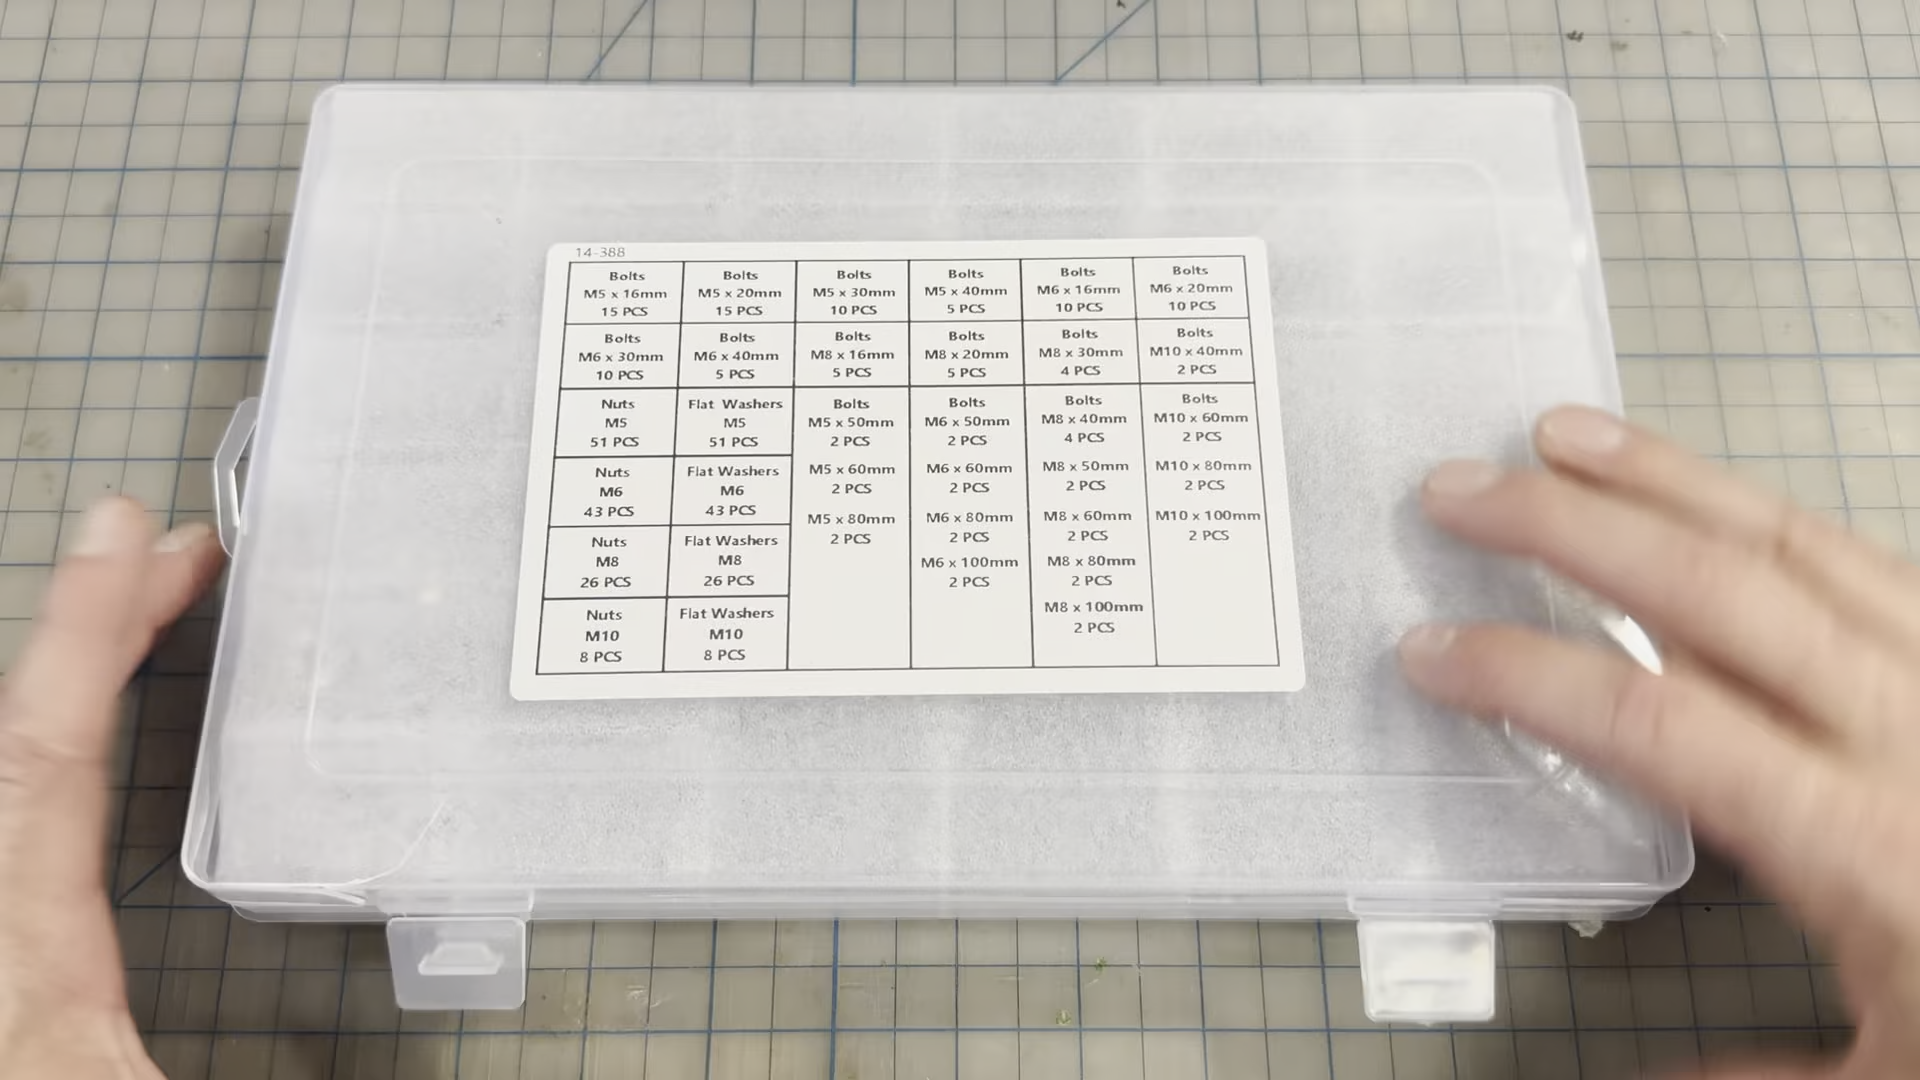 14-388
Bolts
M5 x 16mm
15 PCS
Bolts
M5 x 20mm
15 PCS
Bolts
M5 x 30mm
10 PCS
Bolts
M5 x 40mm
5 PCS
Bolts
M6 x 16mm
10 PCS
Bolts
M6 x 20mm
10 PCS
Bolts
M6 x 30mm
10 PCS
Bolts
M6 x 40mm
5 PCS
Bolts
M8 x 16mm
5 PCS
Bolts
M8 x 20mm
5 PCS
Bolts
M8 x 30mm
4 PCS
Bolts
M10 x 40mm
2 PCS
Nuts
M5
51 PCS
Flat Washers
M5
51 PCS
Bolts
M5 x 50mm
2 PCS
M5 x 60mm
2 PCS
M5 x 80mm
2 PCS
Bolts
M6 x 50mm
2 PCS
M6 x 60mm
2 PCS
M6 x 80mm
2 PCS
M6 x 100mm
2 PCS
Bolts
M8 x 40mm
4 PCS
M8 x 50mm
2 PCS
M8 x 60mm
2 PCS
M8 x 80mm
2 PCS
M8 x 100mm
2 PCS
Bolts
M10 x 60mm
2 PCS
M10 x 80mm
2 PCS
M10 x 100mm
2 PCS
Nuts
M6
43 PCS
Flat Washers
M6
43 PCS
Nuts
M8
26 PCS
Flat Washers
M8
26 PCS
Nuts
M10
8 PCS
Flat Washers
M10
8 PCS